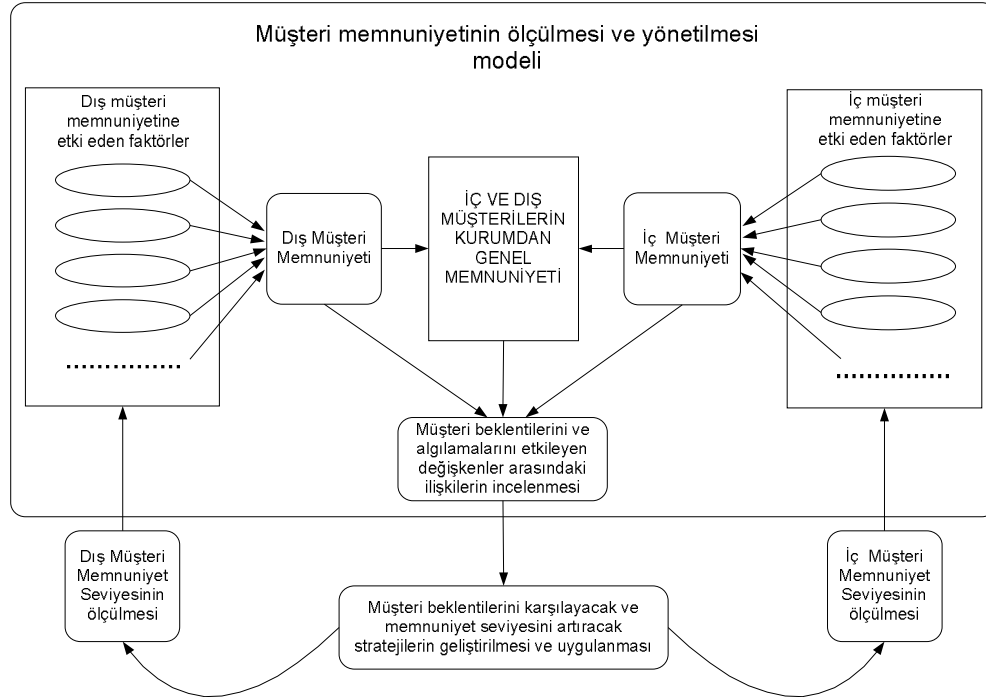 Müşteri memnuniyetinin ölçülmesi ve yönetilmesi
modeli
Dış müşteri
memnuniyetine
etki eden faktörler
İç müşteri
memnuniyetine
etki eden faktörler
Dış Müşteri
Memnuniyeti
İÇ VE DIŞ
MÜŞTERİLERİN
KURUMDAN
GENEL
MEMNUNİYETİ
İç Müşteri
Memnuniyeti
Müşteri beklentilerini ve
algılamalarını etkileyen
değişkenler arasındaki
ilişkilerin incelenmesi
Dış Müşteri
Memnuniyet
Seviyesinin
ölçülmesi
Müşteri beklentilerini karşılayacak ve
memnuniyet seviyesini artıracak
stratejilerin geliştirilmesi ve uygulanması
İç Müşteri
Memnuniyet
Seviyesinin
ölçülmesi